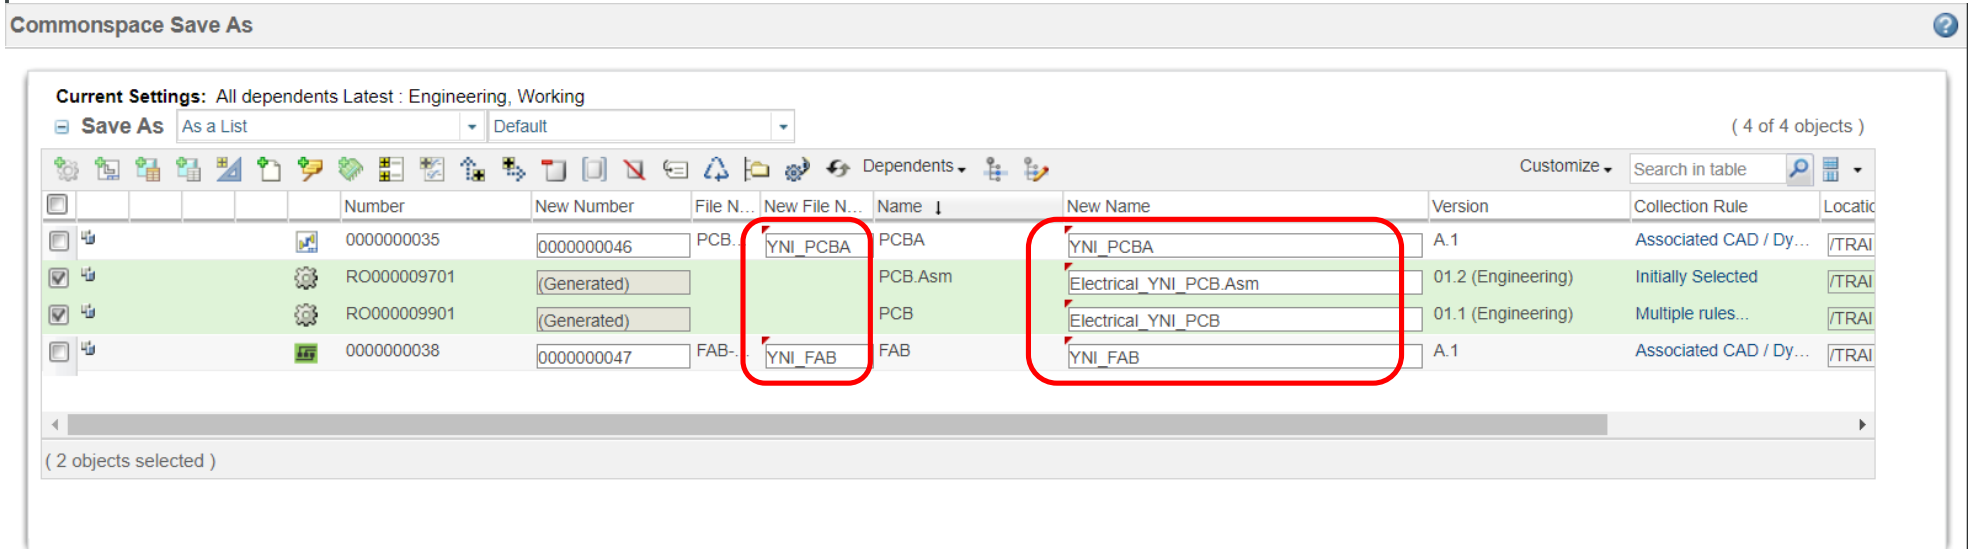 Commonspace Save As
Current Settings: All dependents Latest : Engineering, Working
Save As As a List Default ( 4 of 4 objects )
Dependents Customize Search in table
Number New Number File N... New File N... Name New Name Version Collection Rule Locatic
0000000035 0000000046 PCB... YNI_PCBA PCBA YNI_PCBA A.1 Associated CAD / Dy... /TRAI
RO000009701 (Generated) PCB.Asm Electrical_YNI_PCB.Asm 01.2 (Engineering) Initially Selected /TRAI
RO000009901 (Generated) PCB Electrical_YNI_PCB 01.1 (Engineering) Multiple rules... /TRAI
0000000038 0000000047 FAB-... YNI_FAB FAB YNI_FAB A.1 Associated CAD / Dy... /TRAI
( 2 objects selected )